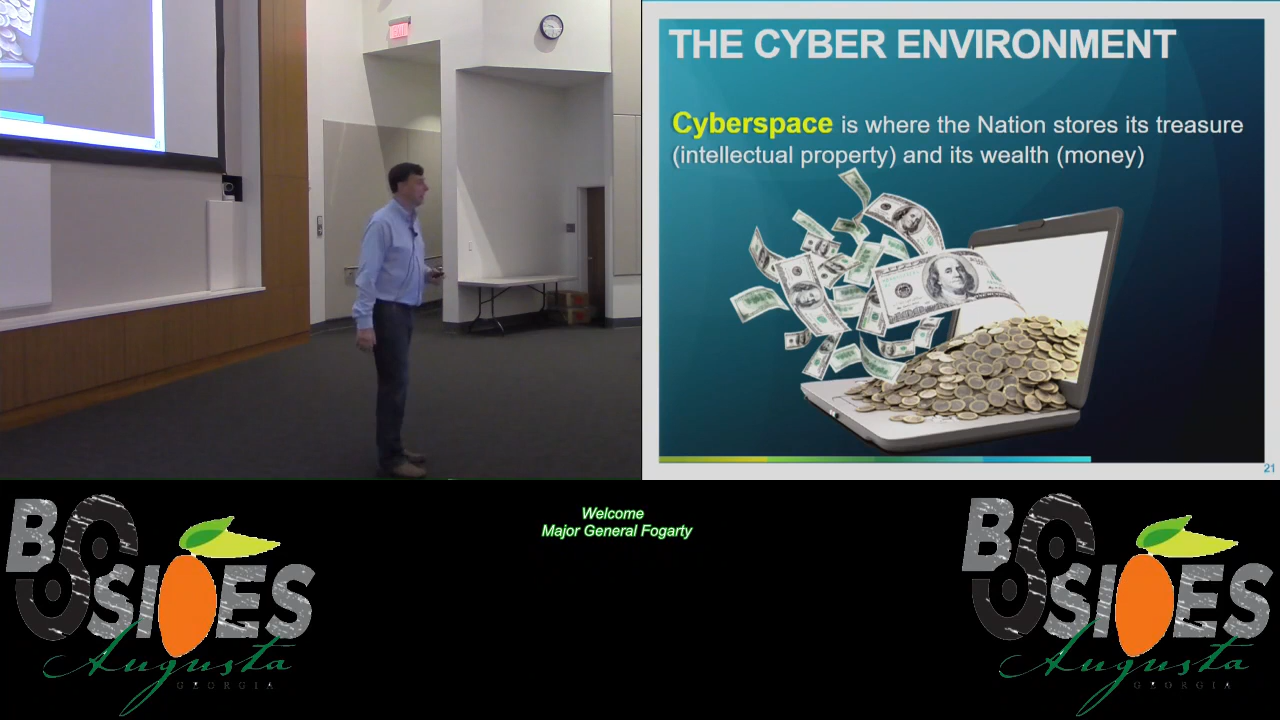 EXIT
THE CYBER ENVIRONMENT
Cyberspace is where the Nation stores its treasure
(intellectual property) and its wealth (money)
21
Welcome
Major General Fogarty
BSIDES
Augusta
GEORGIA
BSIDES
Augusta
GEORGIA